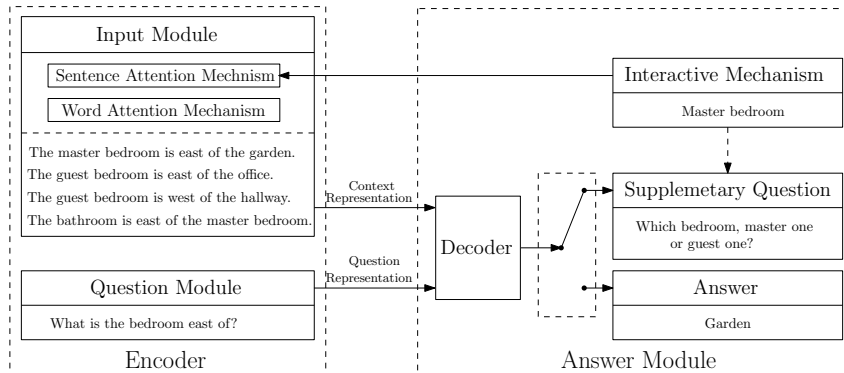 Input Module
Sentence Attention Mechnism
Word Attention Mechanism
The master bedroom is east of the garden.
The guest bedroom is east of the office.
The guest bedroom is west of the hallway.
The bathroom is east of the master bedroom.
Question Module
What is the bedroom east of?
Encoder
Context
Representation
Question
Representation
Decoder
Interactive Mechanism
Master bedroom
Supplemetary Question
Which bedroom, master one
or guest one?
Answer
Garden
Answer Module